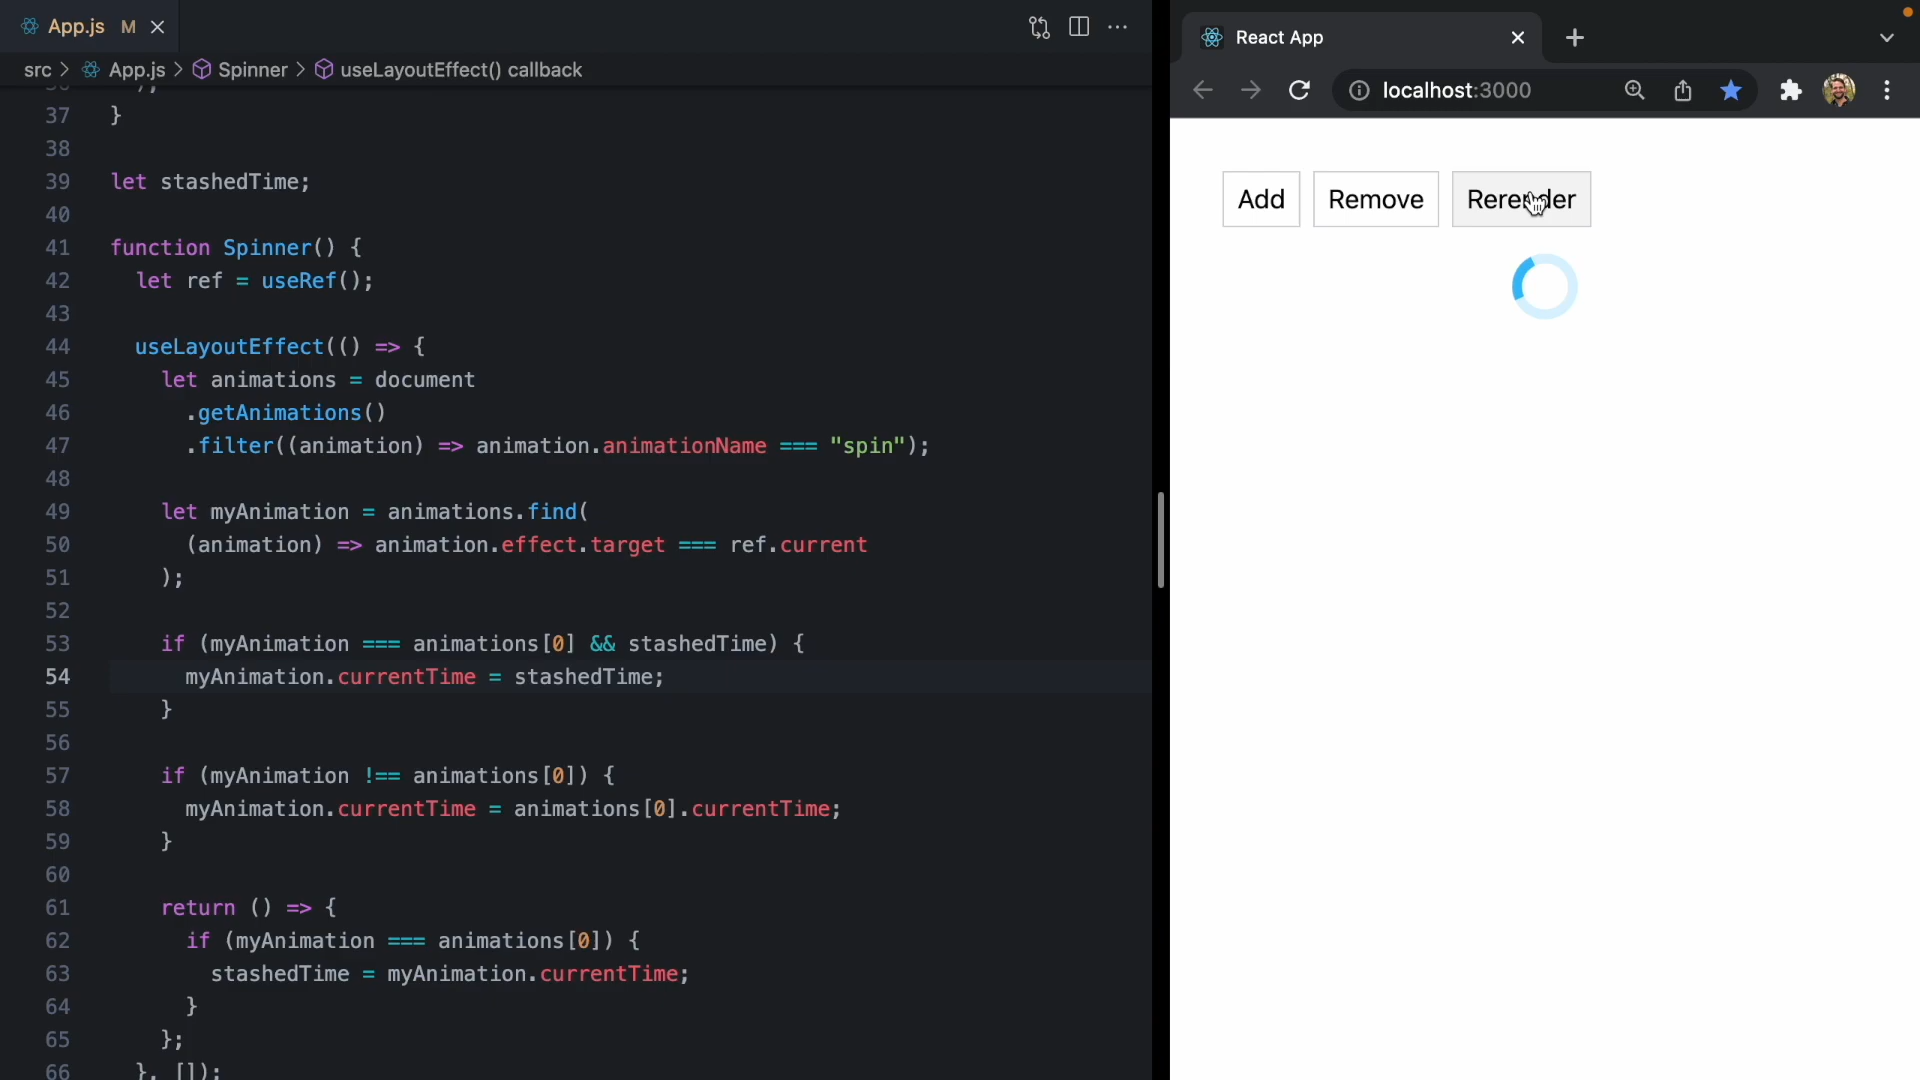 App.js M
src > App.js > Spinner > useLayoutEffect() callback
36 );
37 }
38
39 let stashedTime;
40
41 function Spinner() {
42 let ref = useRef();
43
44 useLayoutEffect(() => {
45 let animations = document
46 .getAnimations()
47 .filter((animation) => animation.animationName === "spin");
48
49 let myAnimation = animations.find(
50 (animation) => animation.effect.target === ref.current
51 );
52
53 if (myAnimation === animations[0] && stashedTime) {
54 myAnimation.currentTime = stashedTime;
55 }
56
57 if (myAnimation !== animations[0]) {
58 myAnimation.currentTime = animations[0].currentTime;
59 }
60
61 return () => {
62 if (myAnimation === animations[0]) {
63 stashedTime = myAnimation.currentTime;
64 }
65 };
66 }, []);
React App
localhost:3000
Add Remove Rerender